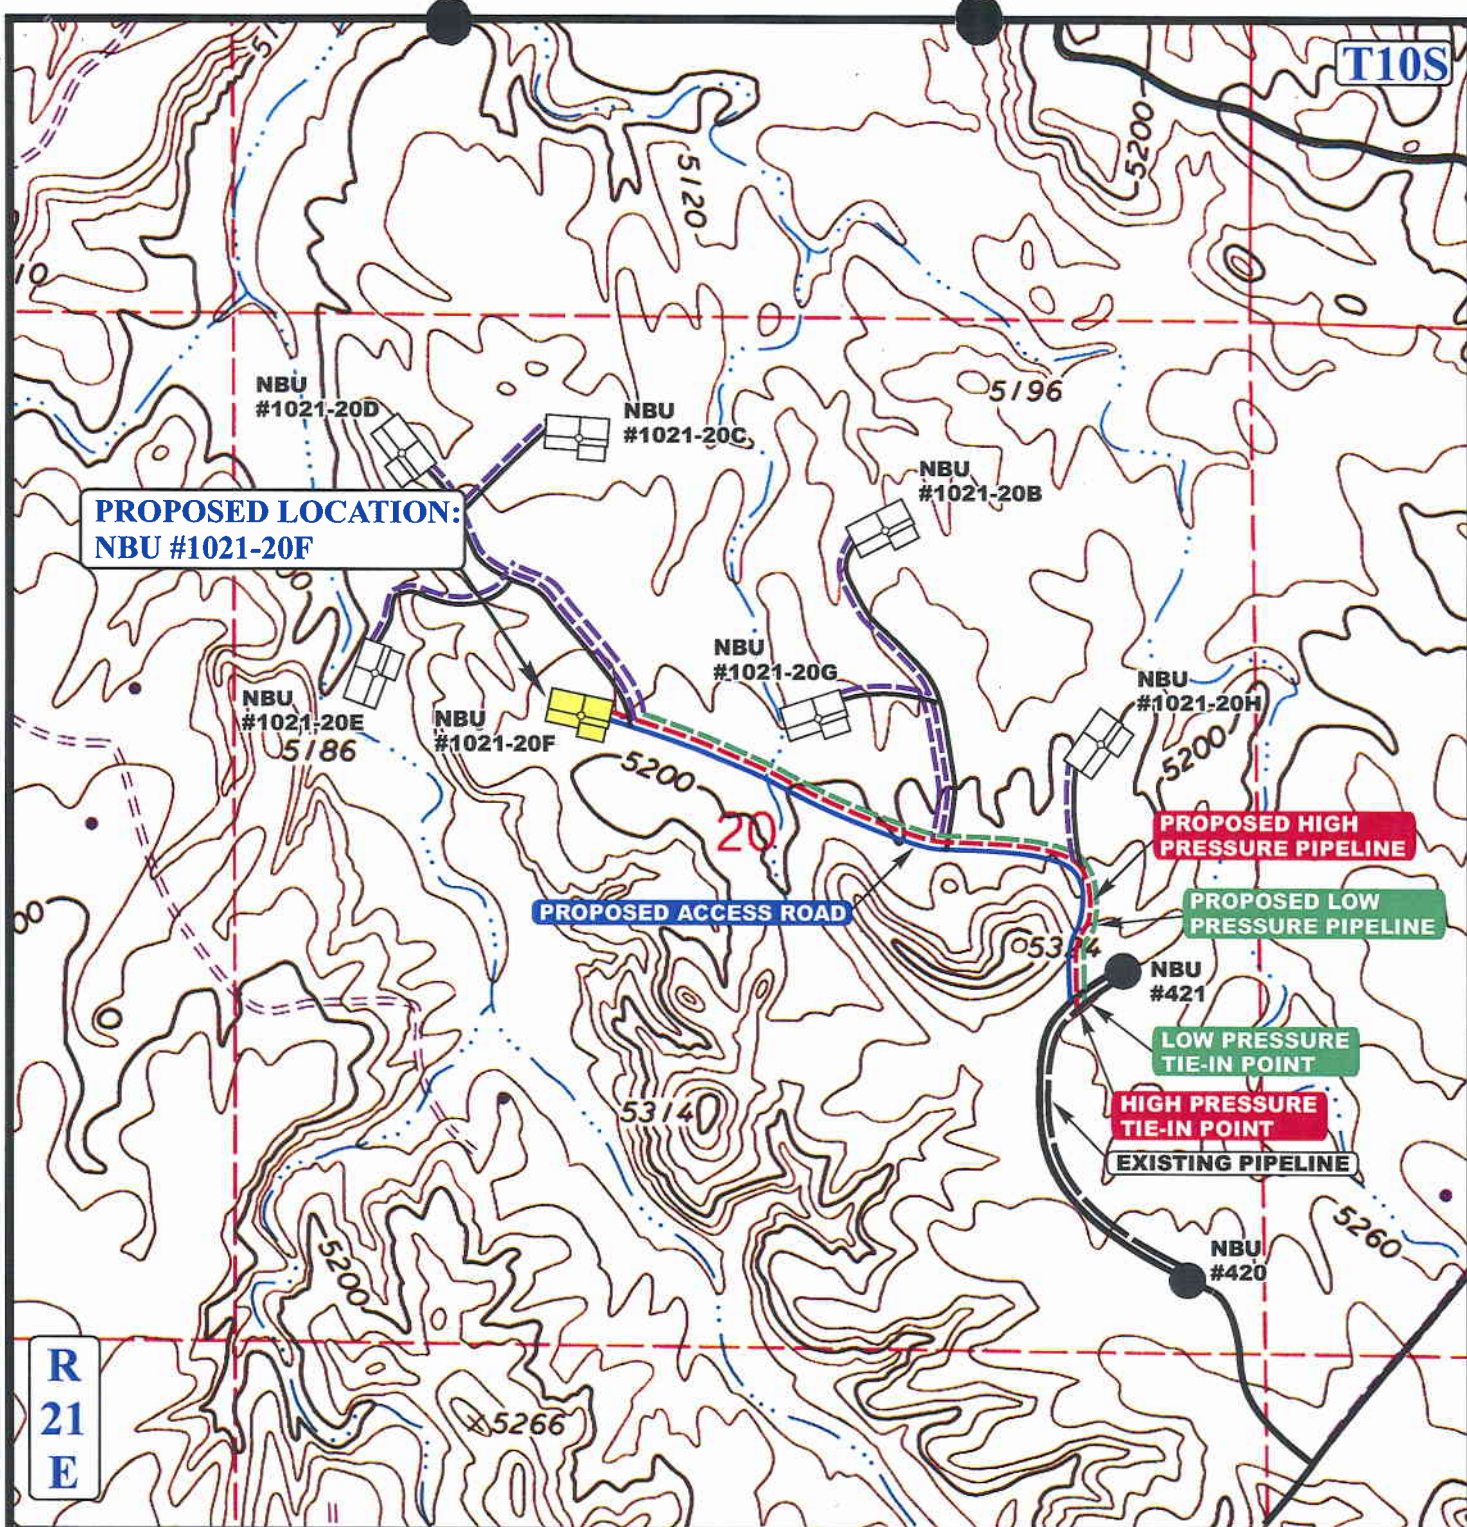 T10S
5120
5200
5196
NBU
#1021-20D
NBU
#1021-20C
NBU
#1021-20B
PROPOSED LOCATION:
NBU #1021-20F
NBU
#1021-20G
NBU
#1021-20H
NBU
#1021-20E
5186
NBU
#1021-20F
5200
5200
20
PROPOSED HIGH
PRESSURE PIPELINE
PROPOSED ACCESS ROAD
PROPOSED LOW
PRESSURE PIPELINE
NBU
#421
LOW PRESSURE
TIE-IN POINT
5314
HIGH PRESSURE
TIE-IN POINT
EXISTING PIPELINE
5200
5260
NBU
#420
R
21
E
×5266